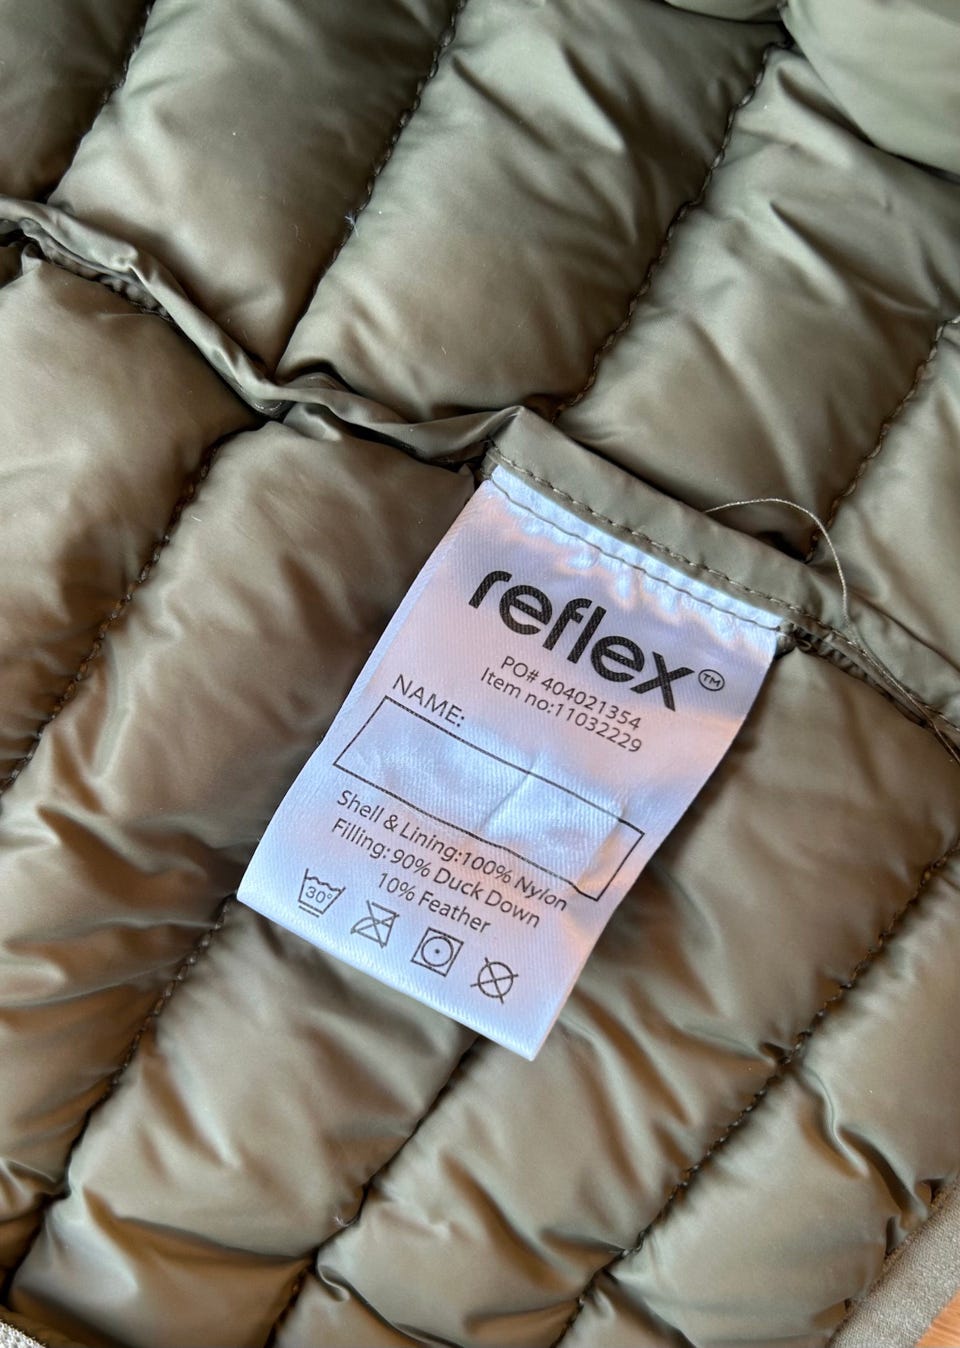 reflex™
PO# 404021354
Item no:11032229
NAME:
Shell & Lining:100% Nylon
Filling: 90% Duck Down
10% Feather
30°